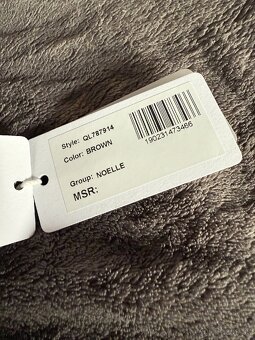 Style: QL787914
Color: BROWN
190231473466
Group: NOELLE
MSR: